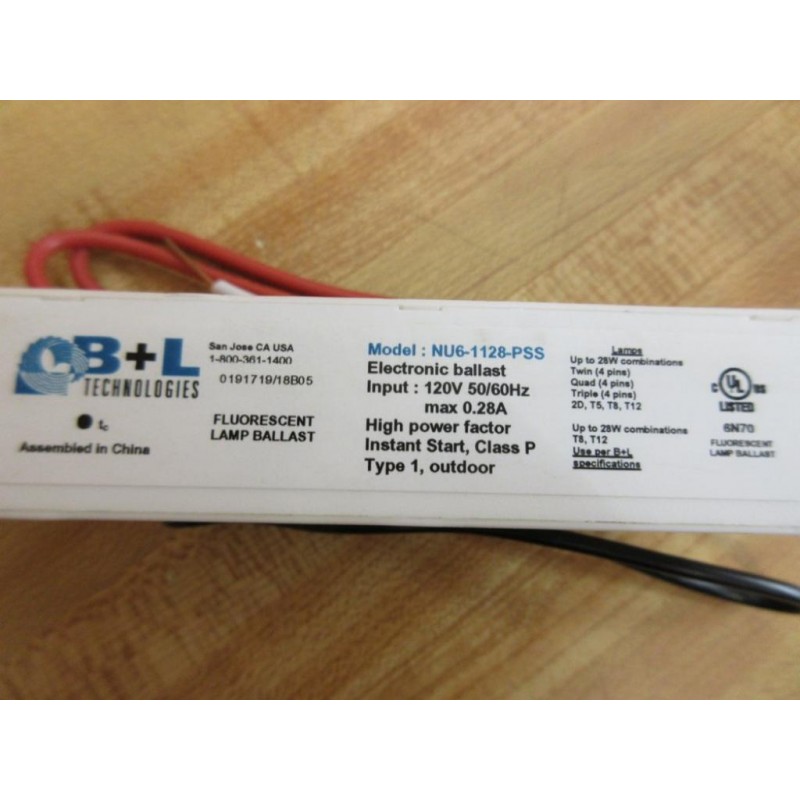 B+L
TECHNOLOGIES
tc
Assembled in China
San Jose CA USA
1-800-361-1400
0191719/18B05
FLUORESCENT
LAMP BALLAST
Model : NU6-1128-PSS
Electronic ballast
Input : 120V 50/60Hz
max 0.28A
High power factor
Instant Start, Class P
Type 1, outdoor
Lamps
Up to 28W combinations
Twin (4 pins)
Quad (4 pins)
Triple (4 pins)
2D, T5, T8, T12
Up to 28W combinations
T8, T12
Use per B+L
specifications
C UL US
LISTED
6N70
FLUORESCENT
LAMP BALLAST